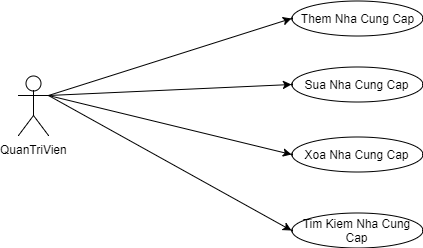 Them Nha Cung Cap
Sua Nha Cung Cap
QuanTriVien
Xoa Nha Cung Cap
Tim Kiem Nha Cung
Cap